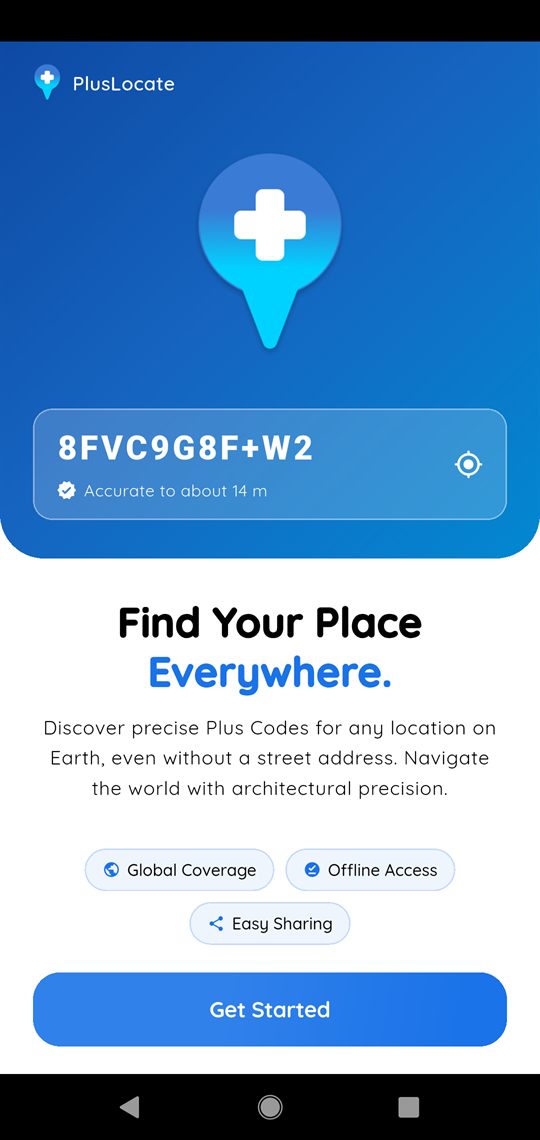 PlusLocate
8FVC9G8F+W2
Accurate to about 14 m
Find Your Place
Everywhere.
Discover precise Plus Codes for any location on
Earth, even without a street address. Navigate
the world with architectural precision.
Global Coverage
Offline Access
Easy Sharing
Get Started